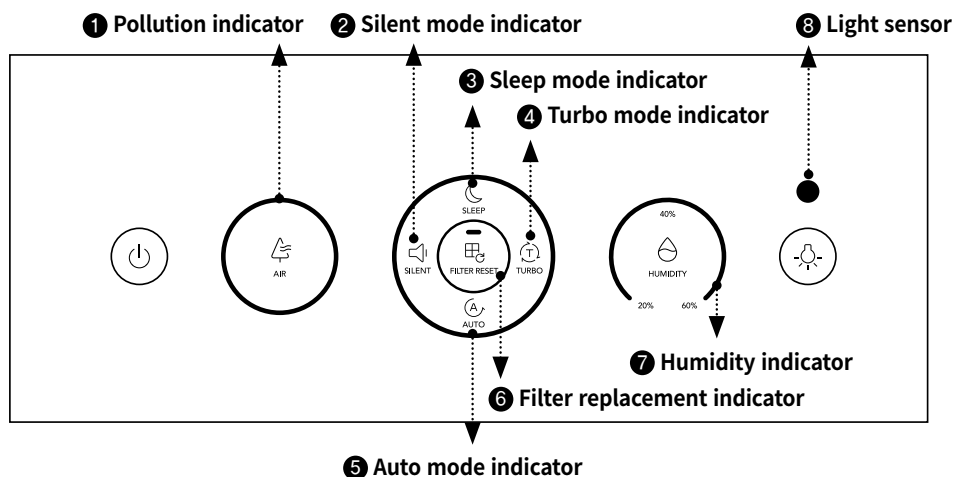 ❶ Pollution indicator
❷ Silent mode indicator
❽ Light sensor
❸ Sleep mode indicator
❹ Turbo mode indicator
SLEEP
40%
AIR
SILENT
FILTER RESET
TURBO
HUMIDITY
20%
60%
AUTO
❼ Humidity indicator
❻ Filter replacement indicator
❺ Auto mode indicator